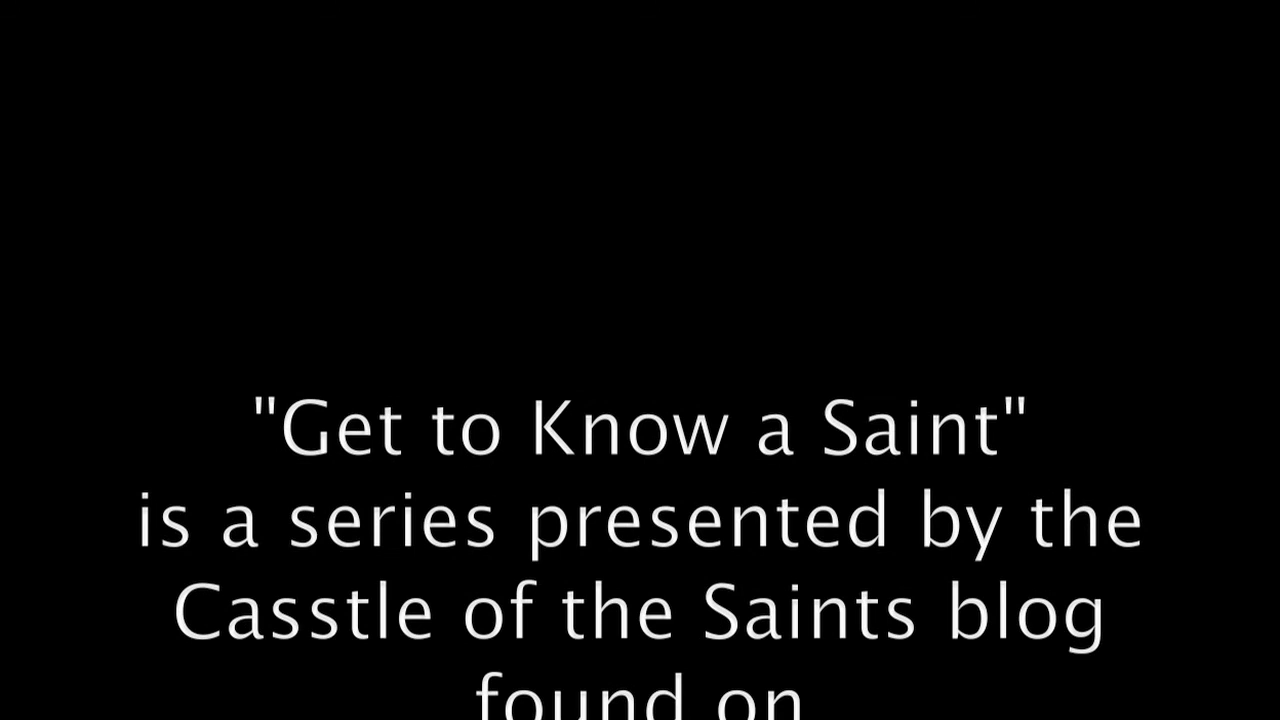 "Get to Know a Saint"
is a series presented by the
Casstle of the Saints blog
found on